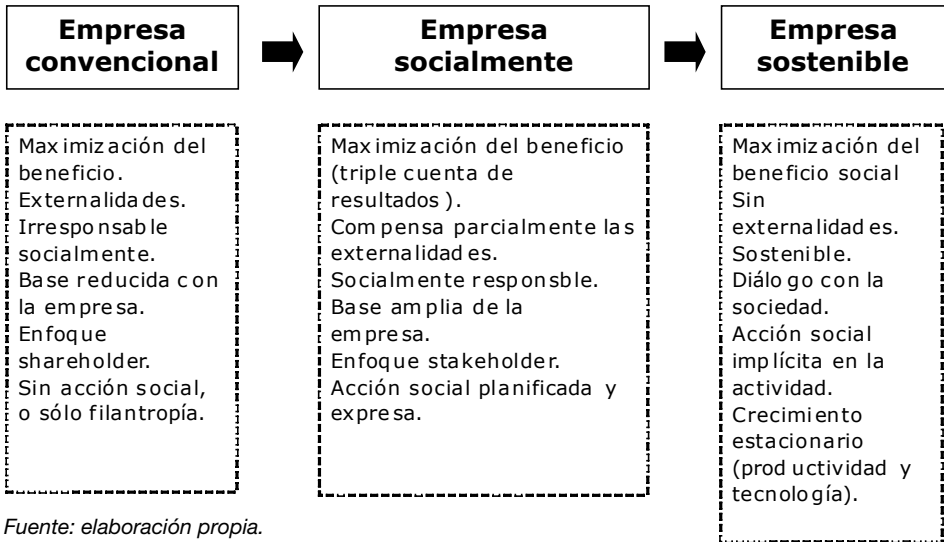 Empresa
convencional
Empresa
socialmente
Empresa
sostenible
Maximización del
beneficio.
Externalidades.
Irresponsable
socialmente.
Base reducida con
la empresa.
Enfoque
shareholder.
Sin acción social,
o sólo filantropía.
Maximización del beneficio
(triple cuenta de
resultados).
Compensa parcialmente las
externalidades.
Socialmente responsble.
Base amplia de la
empresa.
Enfoque stakeholder.
Acción social planificada y
expresa.
Maximización del
beneficio social
Sin
externalidades.
Sostenible.
Diálogo con la
sociedad.
Acción social
implícita en la
actividad.
Crecimiento
estacionario
(productividad y
tecnología).
Fuente: elaboración propia.